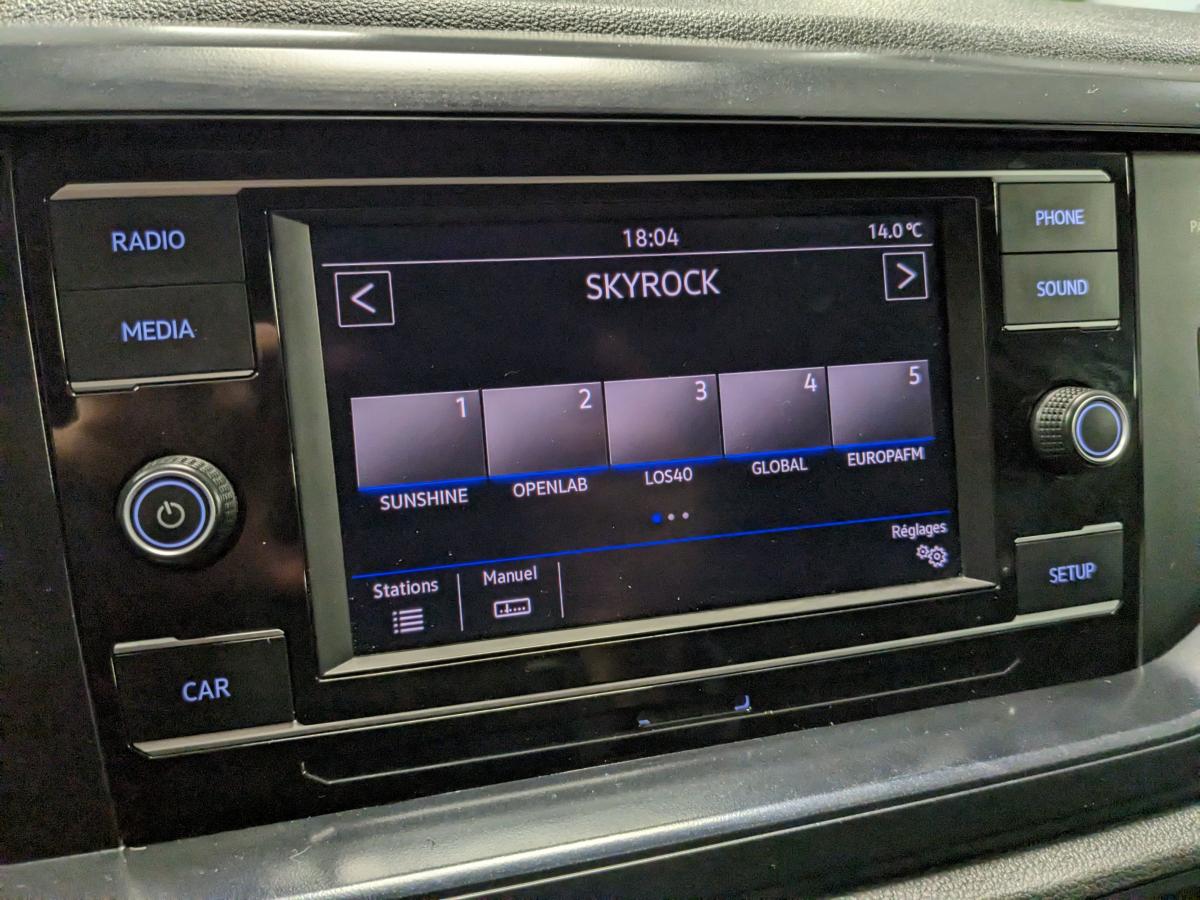 RADIO
MEDIA
CAR
18:04
14.0 °C
<
SKYROCK
>
1
2
3
4
5
SUNSHINE
OPENLAB
LOS40
GLOBAL
EUROPAFM
Réglages
Stations
Manuel
PHONE
SOUND
SETUP